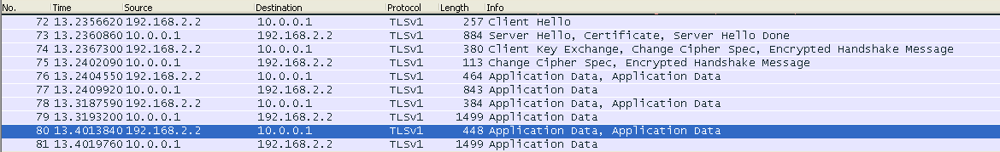 No. Time Source Destination Protocol Length Info
72 13.2356620 192.168.2.2 10.0.0.1 TLSv1 257 Client Hello
73 13.2360860 10.0.0.1 192.168.2.2 TLSv1 884 Server Hello, Certificate, Server Hello Done
74 13.2367300 192.168.2.2 10.0.0.1 TLSv1 380 Client Key Exchange, Change Cipher Spec, Encrypted Handshake Message
75 13.2402090 10.0.0.1 192.168.2.2 TLSv1 113 Change Cipher Spec, Encrypted Handshake Message
76 13.2404550 192.168.2.2 10.0.0.1 TLSv1 464 Application Data, Application Data
77 13.2409920 10.0.0.1 192.168.2.2 TLSv1 843 Application Data
78 13.3187590 192.168.2.2 10.0.0.1 TLSv1 384 Application Data, Application Data
79 13.3193200 10.0.0.1 192.168.2.2 TLSv1 1499 Application Data
80 13.4013840 192.168.2.2 10.0.0.1 TLSv1 448 Application Data, Application Data
81 13.4019760 10.0.0.1 192.168.2.2 TLSv1 1499 Application Data